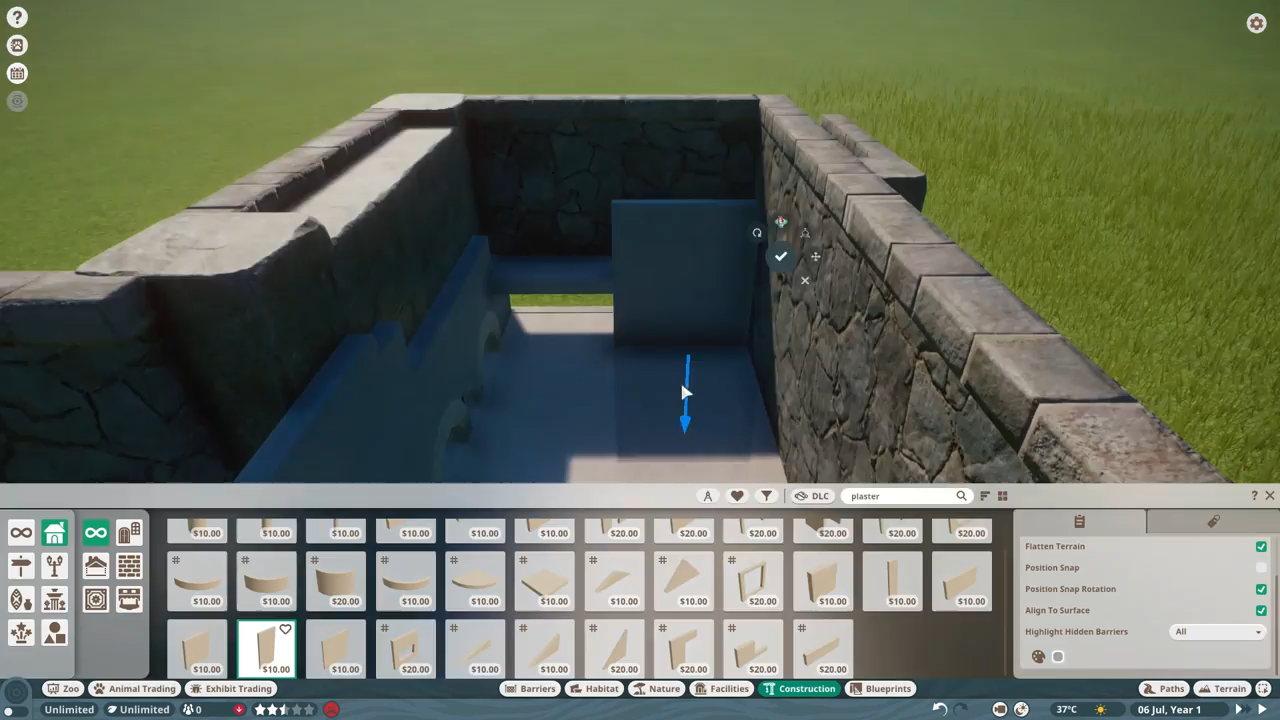 ?
DLC
plaster
?
$10.00 $10.00 $10.00 $10.00 $10.00 $10.00 $20.00 $20.00 $20.00 $20.00 $20.00 $20.00
# # # # # # # # #
$10.00 $10.00 $20.00 $10.00 $10.00 $10.00 $10.00 $10.00 $20.00 $10.00 $10.00 $10.00
# # # # # # #
$10.00 $10.00 $10.00 $20.00 $10.00 $10.00 $10.00 $20.00 $20.00 $20.00
Flatten Terrain
Position Snap
Position Snap Rotation
Align To Surface
Highlight Hidden Barriers All
Zoo Animal Trading Exhibit Trading Barriers Habitat Nature Facilities Construction Blueprints Paths Terrain
Unlimited Unlimited 0 37°C 06 Jul, Year 1